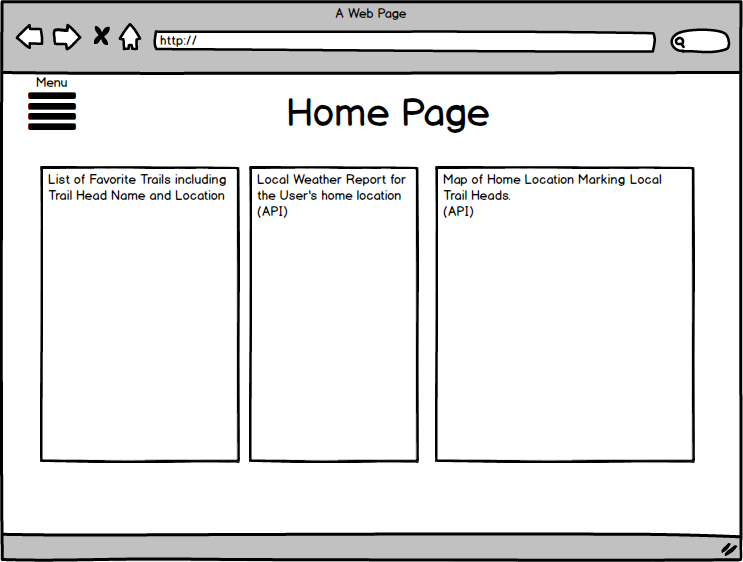 A Web Page
http://
Menu
Home Page
List of Favorite Trails including
Trail Head Name and Location
Local Weather Report for
the User's home location
(API)
Map of Home Location Marking Local
Trail Heads.
(API)